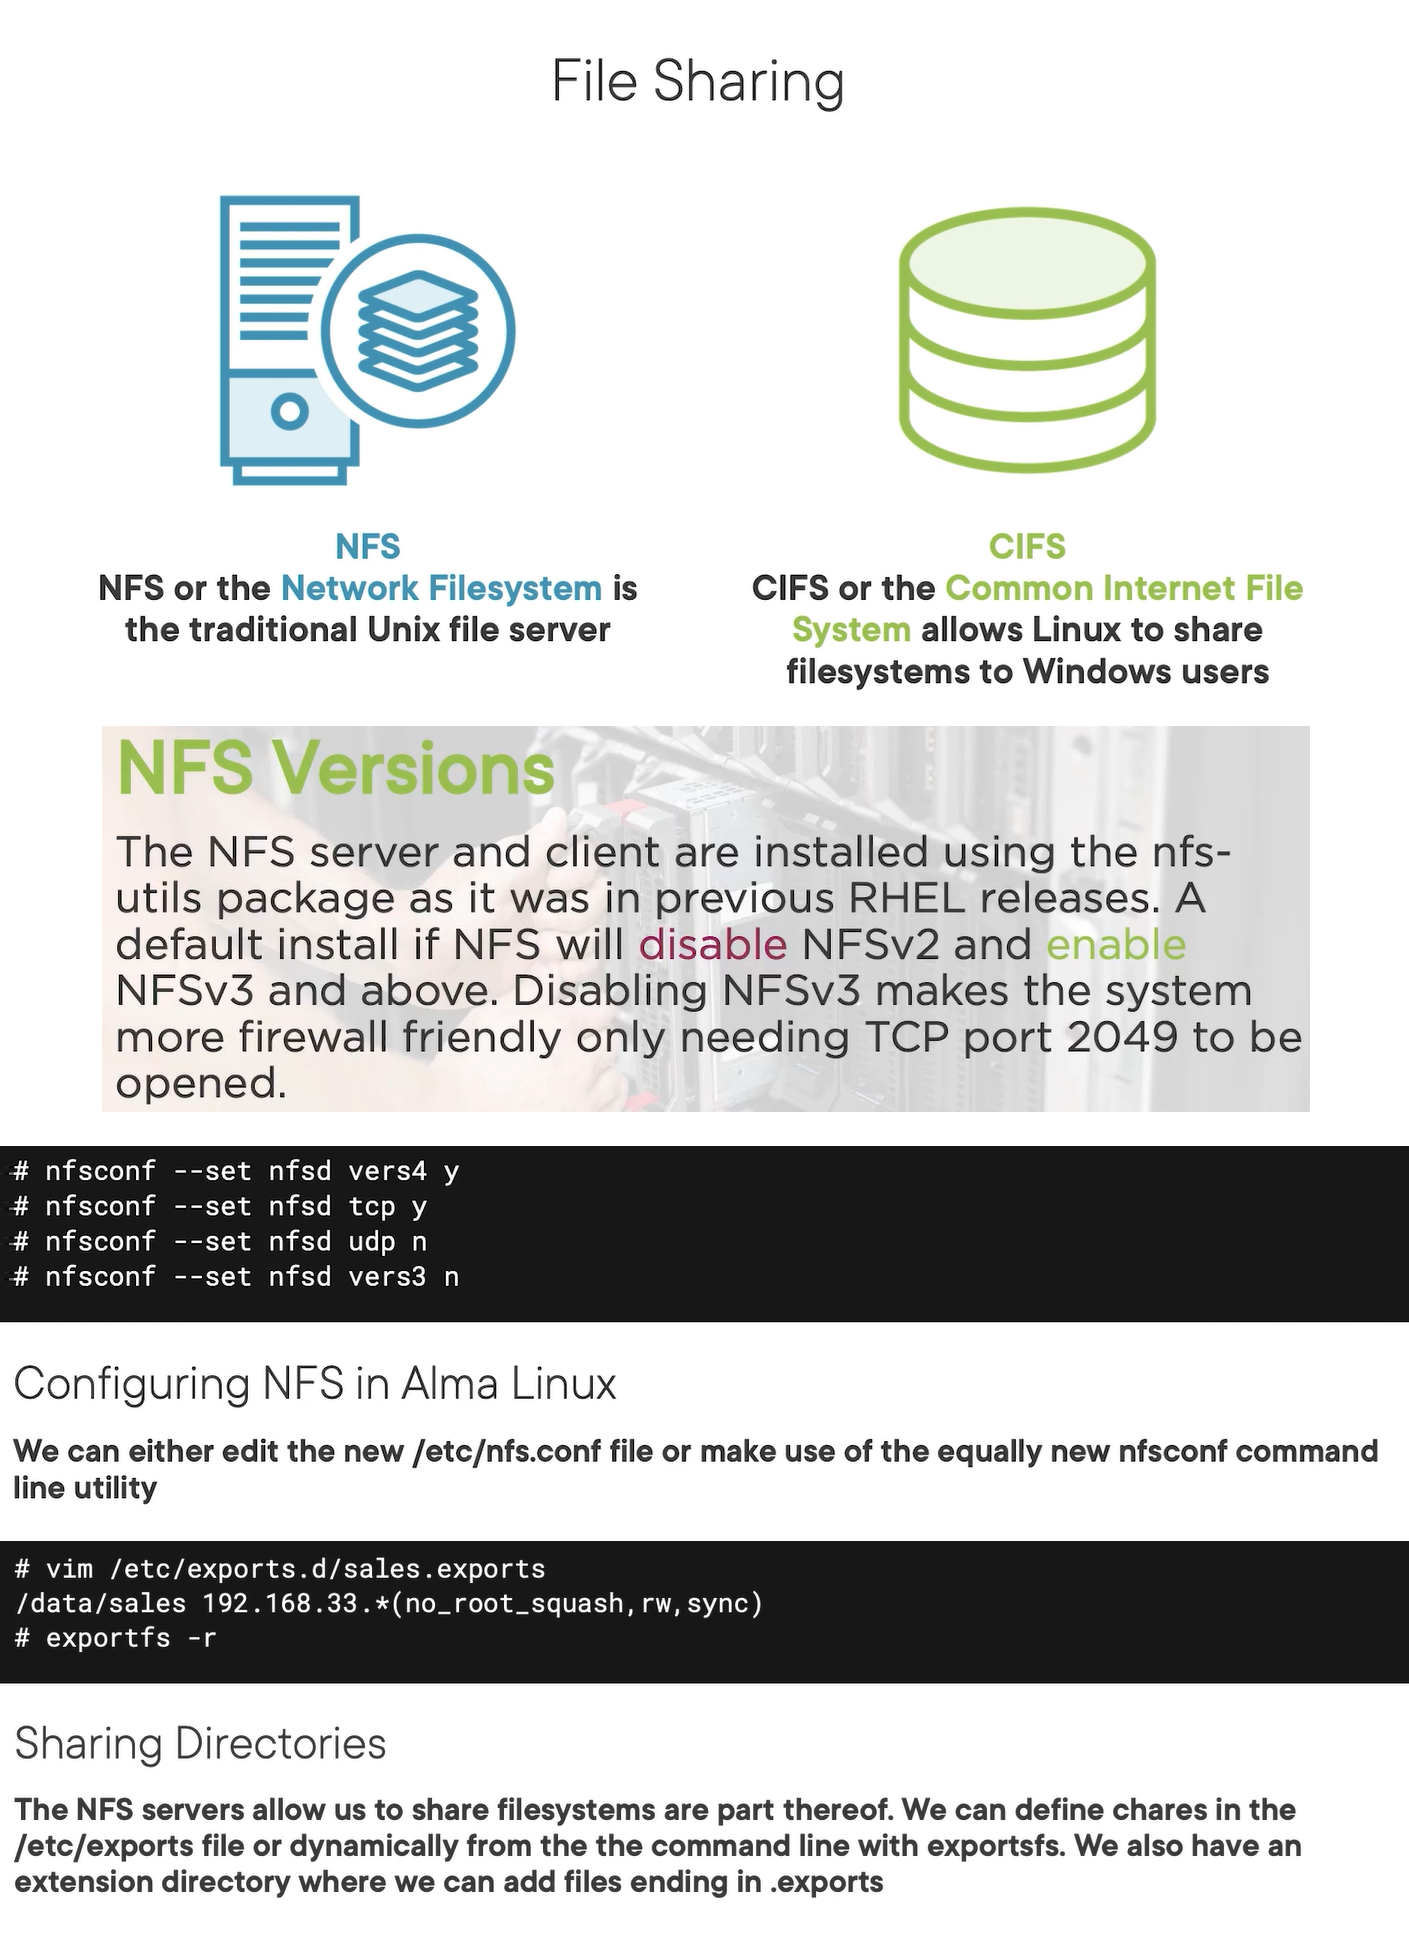 File Sharing
NFS
NFS or the Network Filesystem is
the traditional Unix file server
CIFS
CIFS or the Common Internet File
System allows Linux to share
filesystems to Windows users
NFS Versions
The NFS server and client are installed using the nfs-
utils package as it was in previous RHEL releases. A
default install if NFS will disable NFSv2 and enable
NFSv3 and above. Disabling NFSv3 makes the system
more firewall friendly only needing TCP port 2049 to be
opened.
# nfsconf --set nfsd vers4 y
# nfsconf --set nfsd tcp y
# nfsconf --set nfsd udp n
# nfsconf --set nfsd vers3 n
Configuring NFS in Alma Linux
We can either edit the new /etc/nfs.conf file or make use of the equally new nfsconf command
line utility
# vim /etc/exports.d/sales.exports
/data/sales 192.168.33.*(no_root_squash,rw,sync)
# exportfs -r
Sharing Directories
The NFS servers allow us to share filesystems are part thereof. We can define chares in the
/etc/exports file or dynamically from the the command line with exportsfs. We also have an
extension directory where we can add files ending in .exports